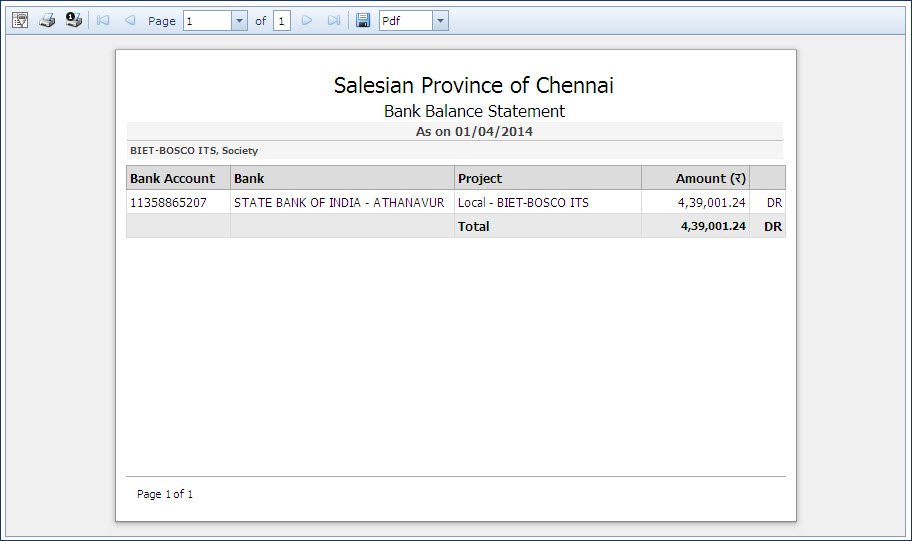 Page 1 of 1 Pdf
Salesian Province of Chennai
Bank Balance Statement
As on 01/04/2014
BIET-BOSCO ITS, Society
Bank Account Bank Project Amount (₹)
11358865207 STATE BANK OF INDIA - ATHANAVUR Local - BIET-BOSCO ITS 4,39,001.24 DR
Total 4,39,001.24 DR
Page 1 of 1